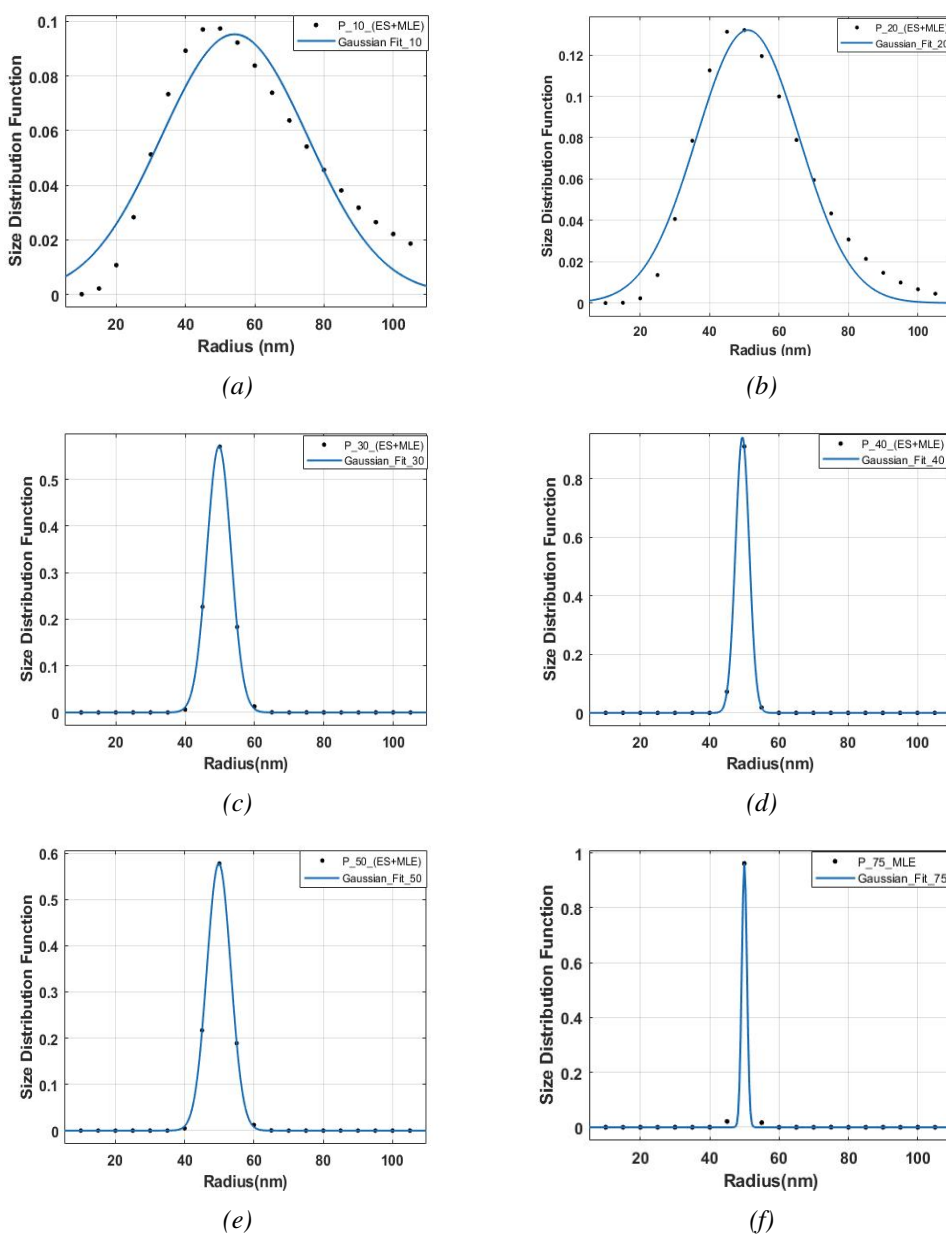 P_10_(ES+MLE)
Gaussian Fit_10
Size Distribution Function
0.1
0.08
0.06
0.04
0.02
0
20 40 60 80 100
Radius (nm)
(a)
P_20_(ES+MLE)
Gaussian_Fit_20
Size Distribution Function
0.12
0.1
0.08
0.06
0.04
0.02
0
20 40 60 80 100
Radius (nm)
(b)
P_30_(ES+MLE)
Gaussian_Fit_30
Size Distribution Function
0.5
0.4
0.3
0.2
0.1
0
20 40 60 80 100
Radius(nm)
(c)
P_40_(ES+MLE)
Gaussian_Fit_40
Size Distribution Function
0.8
0.6
0.4
0.2
0
20 40 60 80 100
Radius(nm)
(d)
P_50_(ES+MLE)
Gaussian_Fit_50
Size Distribution Function
0.6
0.5
0.4
0.3
0.2
0.1
0
20 40 60 80 100
Radius(nm)
(e)
P_75_MLE
Gaussian_Fit_75
Size Distribution Function
1
0.8
0.6
0.4
0.2
0
20 40 60 80 100
Radius(nm)
(f)